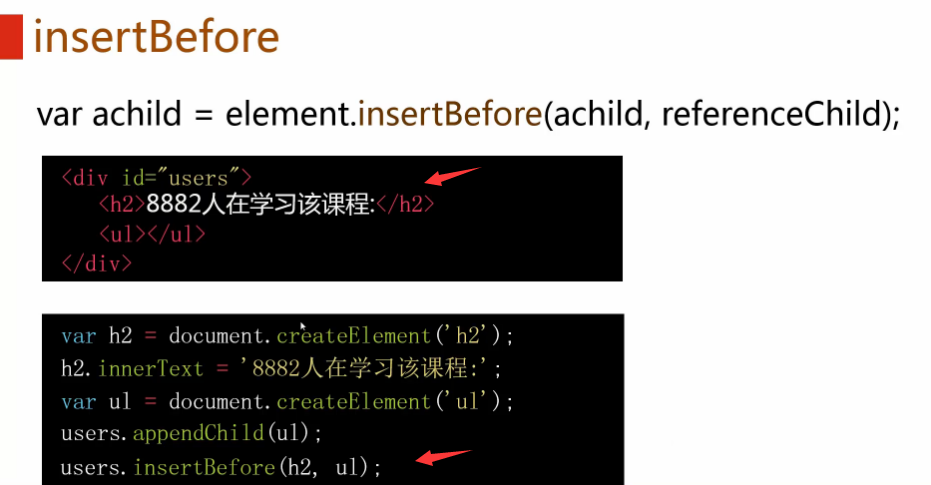 insertBefore
var achild = element.insertBefore(achild, referenceChild);
<div id="users">
<h2>8882人在学习该课程:</h2>
<ul></ul>
</div>
var h2 = document.createElement('h2');
h2.innerText = '8882人在学习该课程:';
var ul = document.createElement('ul');
users.appendChild(ul);
users.insertBefore(h2, ul);